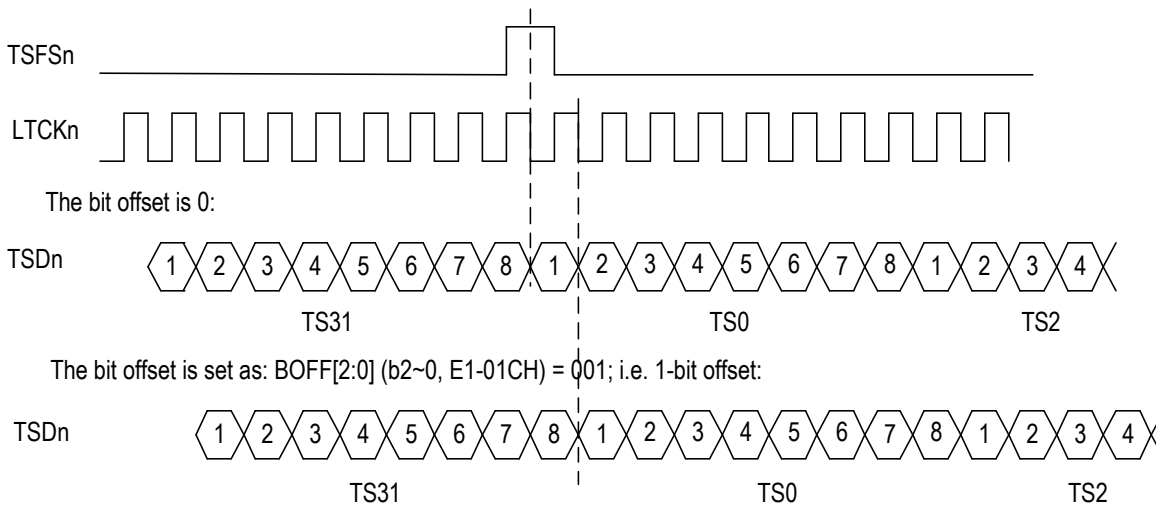 TSFSn
LTCKn
The bit offset is 0:
TSDn 1 2 3 4 5 6 7 8 1 2 3 4 5 6 7 8 1 2 3 4
TS31 TS0 TS2
The bit offset is set as: BOFF[2:0] (b2~0, E1-01CH) = 001; i.e. 1-bit offset:
TSDn 1 2 3 4 5 6 7 8 1 2 3 4 5 6 7 8 1 2 3 4
TS31 TS0 TS2